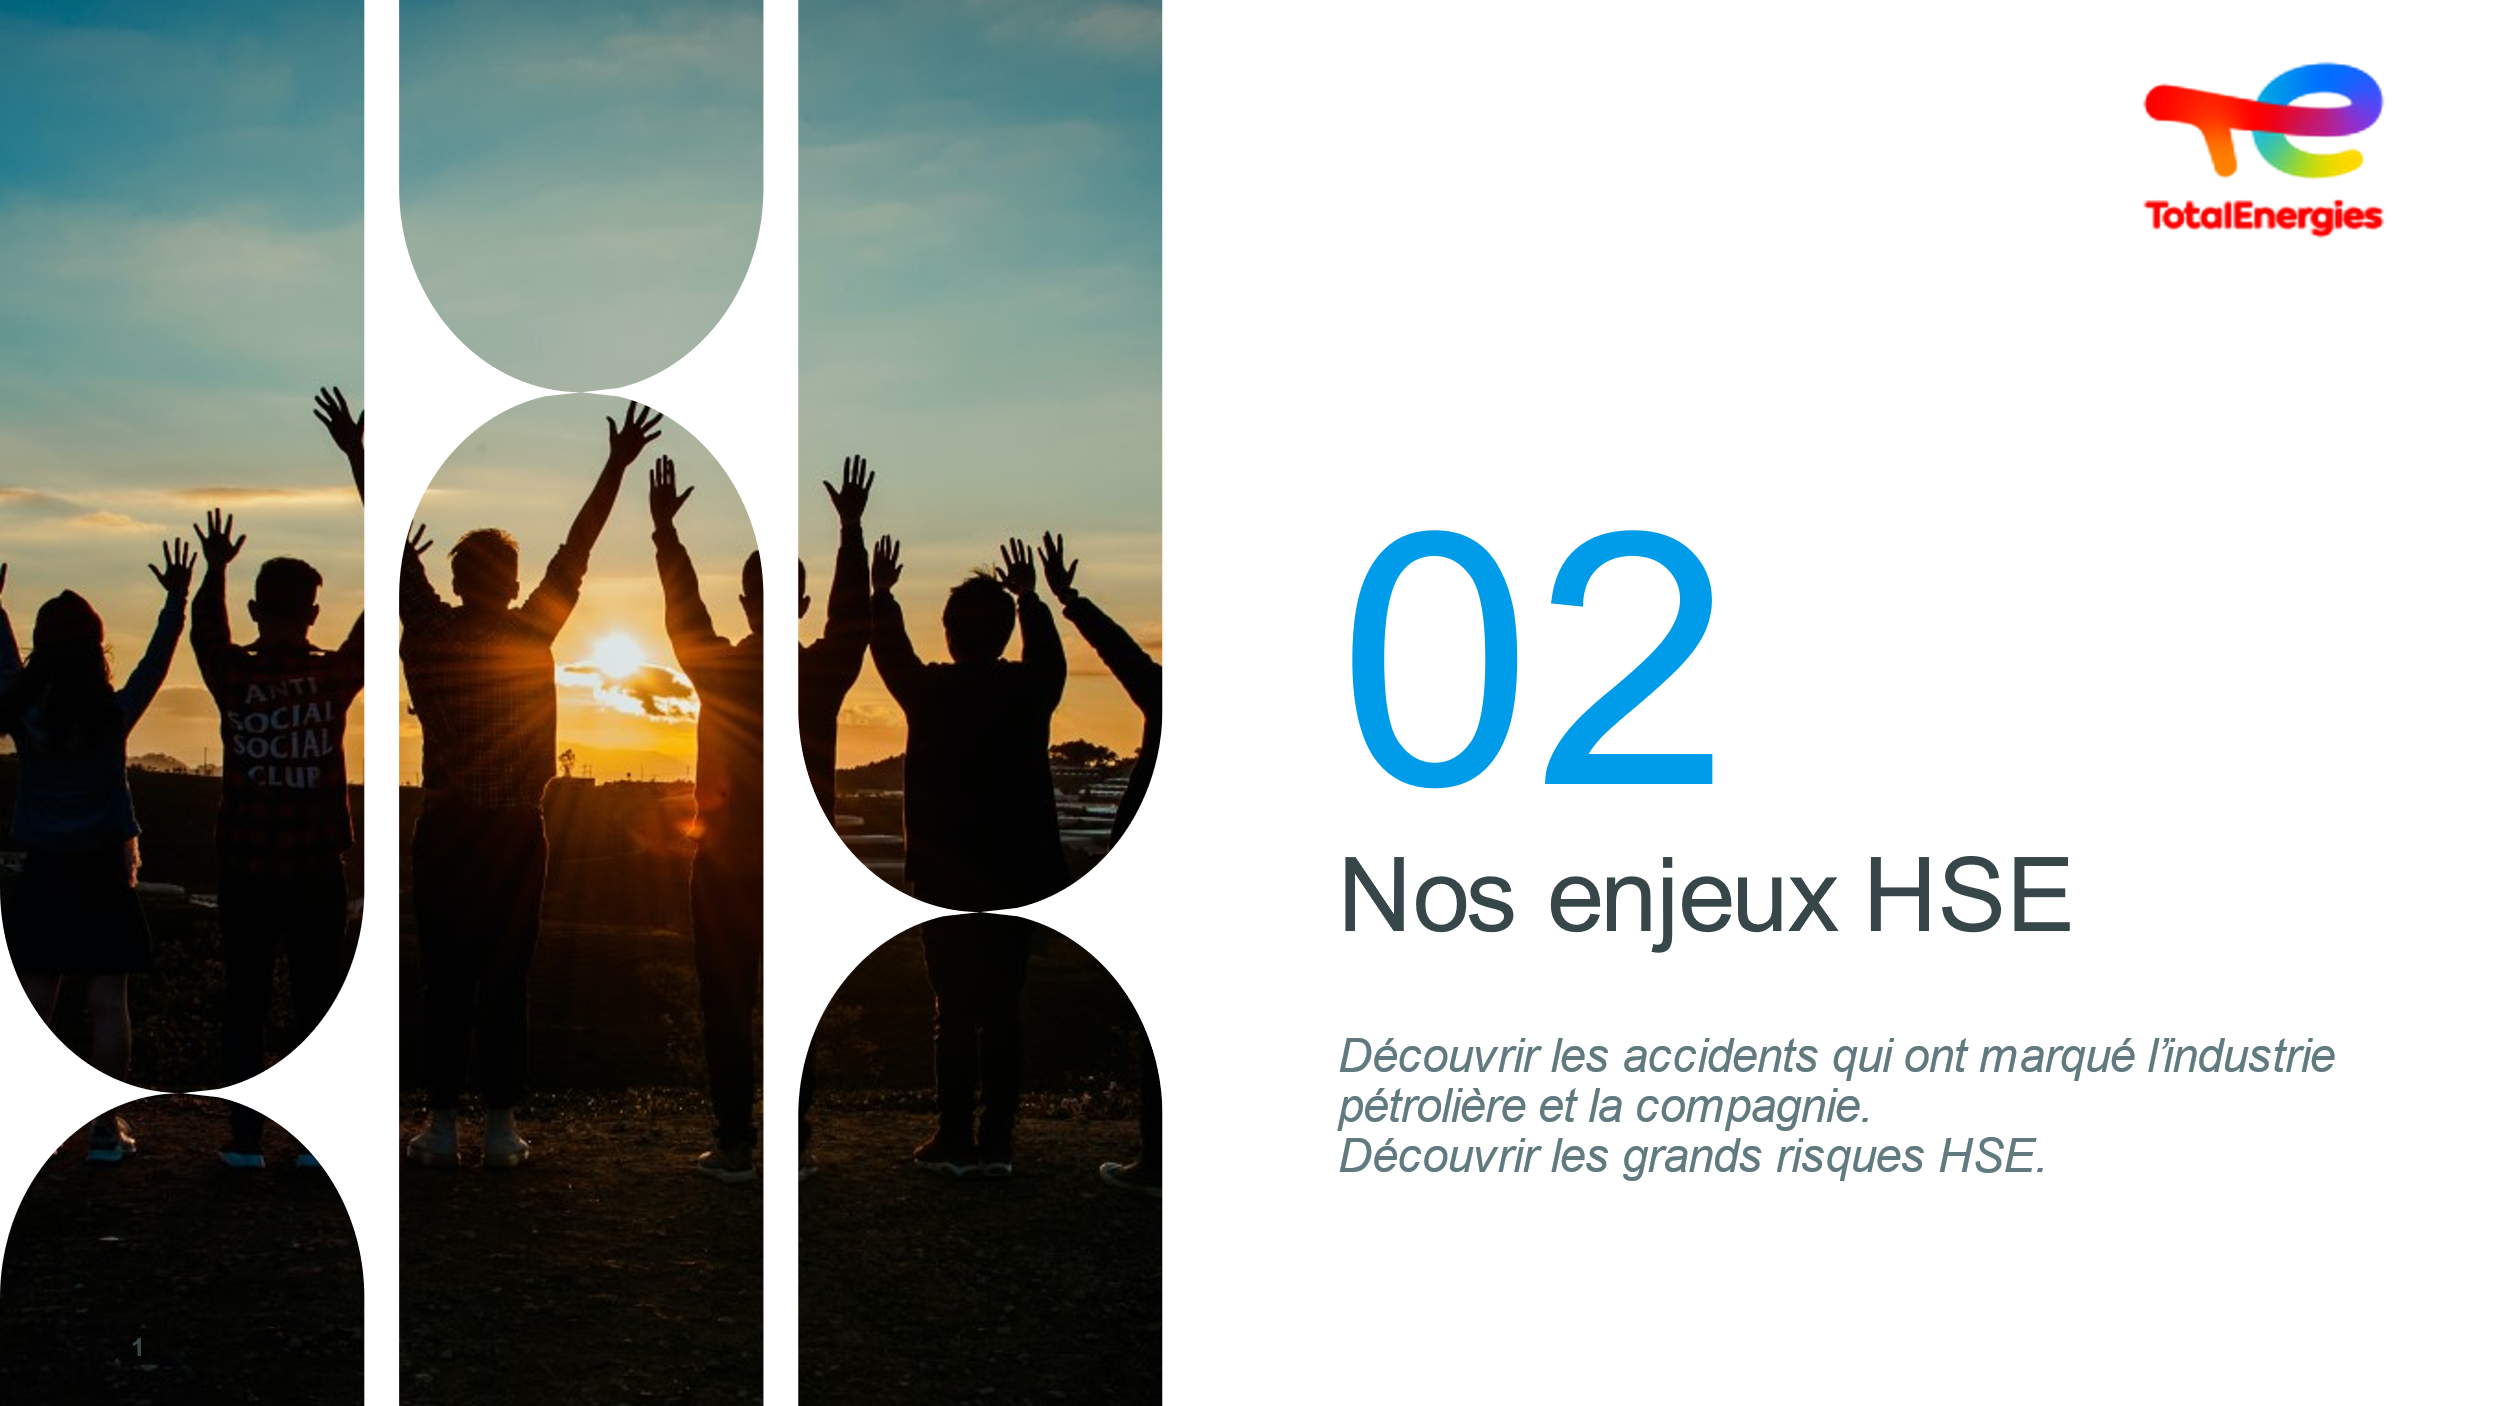 TotalEnergies
ANTI
SOCIAL
SOCIAL
CLUB
02
Nos enjeux HSE
Découvrir les accidents qui ont marqué l’industrie
pétrolière et la compagnie.
Découvrir les grands risques HSE.
1